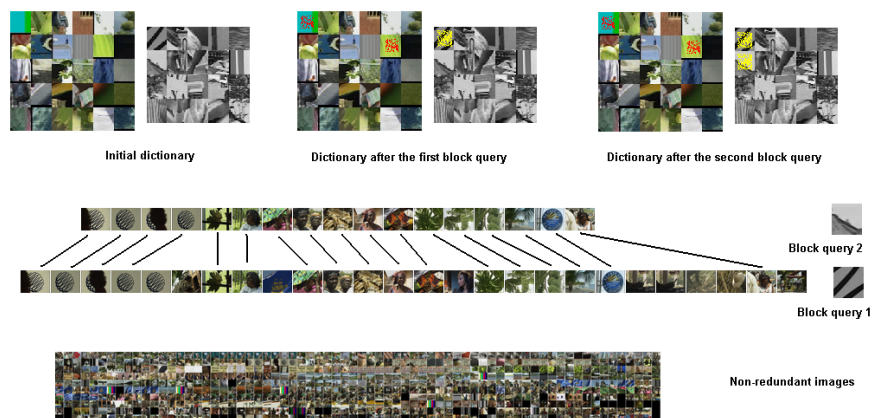 Initial dictionary
Dictionary after the first block query
Dictionary after the second block query
Block query 2
Block query 1
Non-redundant images